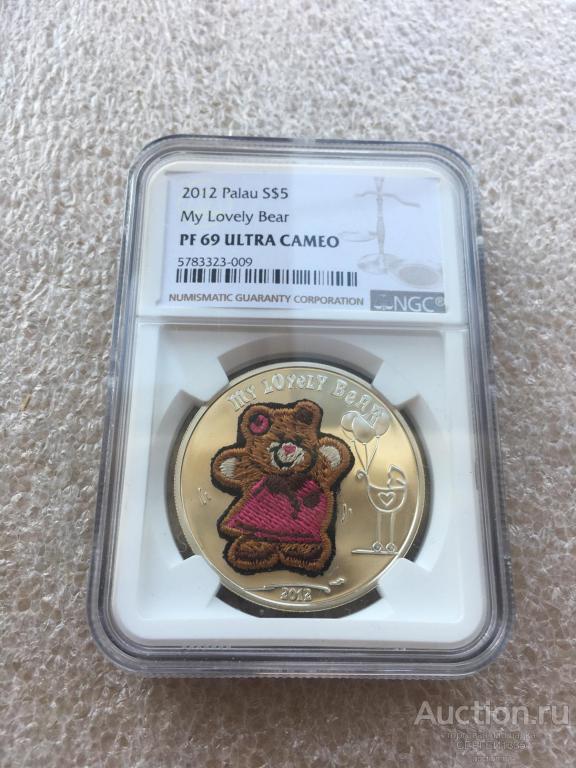 2012 Palau S$5
My Lovely Bear
PF 69 ULTRA CAMEO
5783323-009
NUMISMATIC GUARANTY CORPORATION
NGC®
My LOvely Bear
2012
Auction.ru